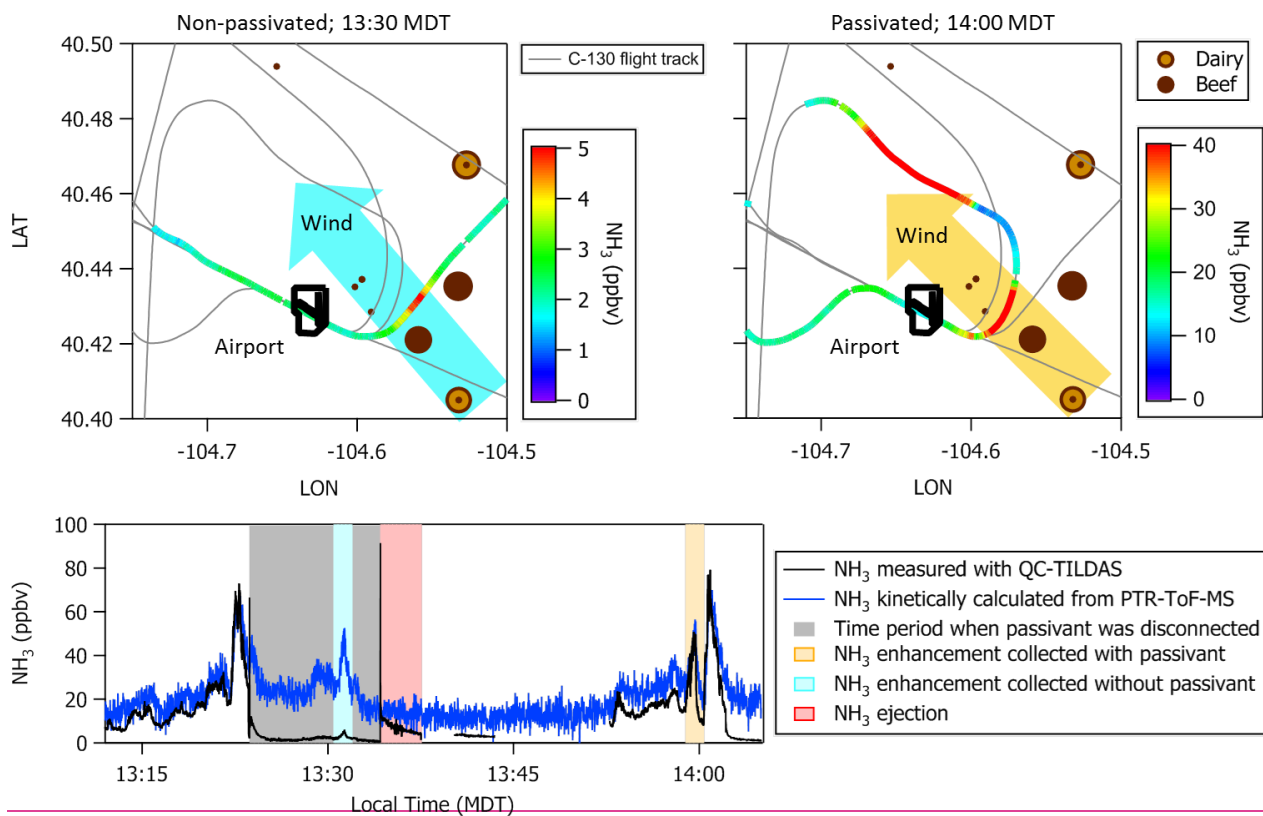 Non-passivated; 13:30 MDT
Passivated; 14:00 MDT
40.50
40.48
40.46
40.44
40.42
40.40
LAT
-104.7
-104.6
-104.5
LON
Wind
Airport
C-130 flight track
5
4
3
2
1
0
NH₃ (ppbv)
-104.7
-104.6
-104.5
LON
Wind
Airport
Dairy
Beef
40
30
20
10
0
NH₃ (ppbv)
100
80
60
40
20
0
NH₃ (ppbv)
13:15
13:30
13:45
14:00
Local Time (MDT)
NH₃ measured with QC-TILDAS
NH₃ kinetically calculated from PTR-ToF-MS
Time period when passivant was disconnected
NH₃ enhancement collected with passivant
NH₃ enhancement collected without passivant
NH₃ ejection